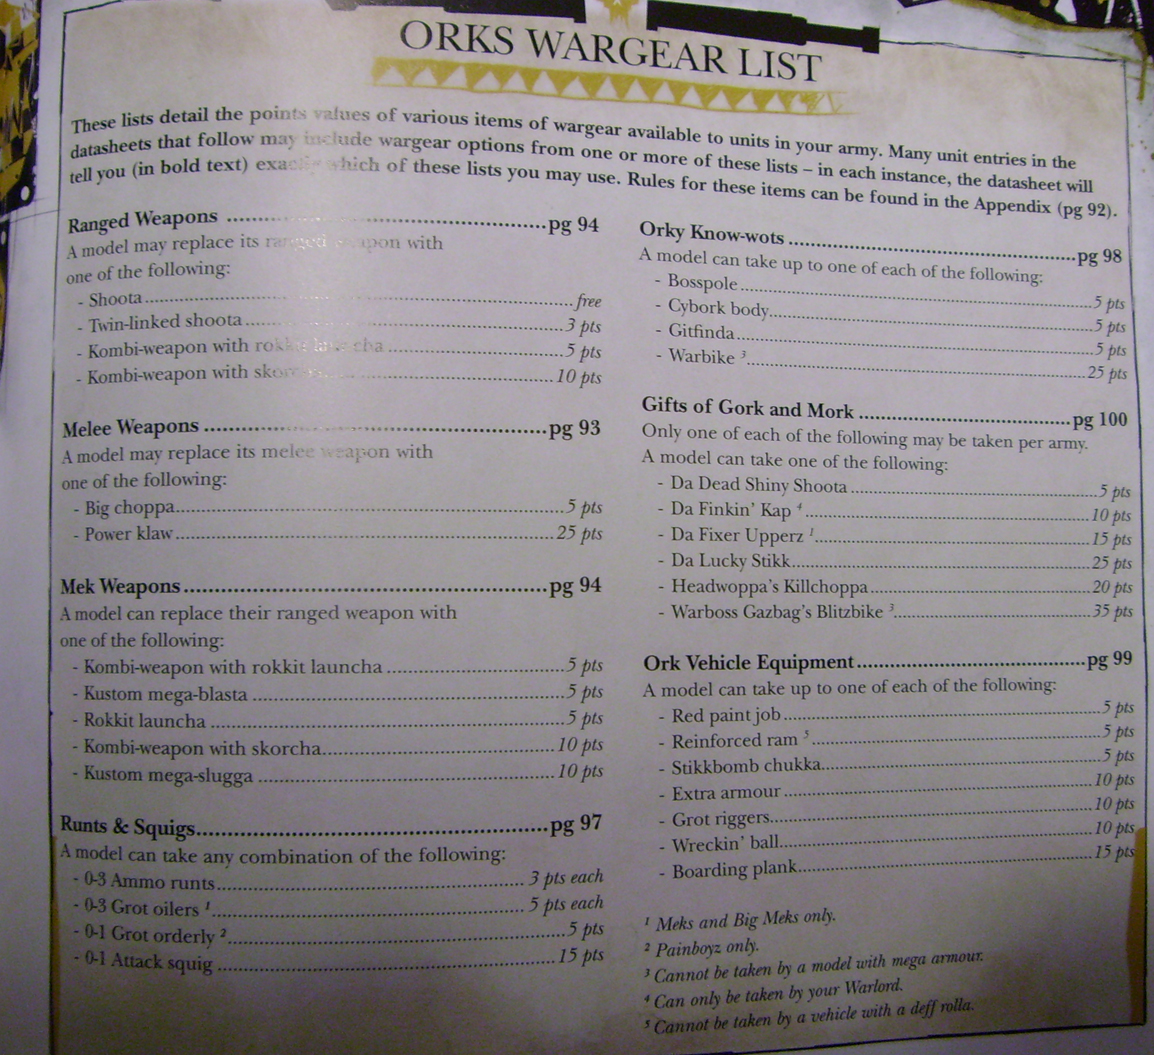 ORKS WARGEAR LIST
These lists detail the points values of various items of wargear available to units in your army. Many unit entries in the
datasheets that follow may include wargear options from one or more of these lists – in each instance, the datasheet will
tell you (in bold text) exactly which of these lists you may use. Rules for these items can be found in the Appendix (pg 92).
Ranged Weapons ........ pg 94
A model may replace its ranged weapon with
one of the following:
- Shoota ........ free
- Twin-linked shoota ........ 3 pts
- Kombi-weapon with rokkit launcha ........ 5 pts
- Kombi-weapon with skorcha ........ 10 pts
Melee Weapons ........ pg 93
A model may replace its melee weapon with
one of the following:
- Big choppa ........ 5 pts
- Power klaw ........ 25 pts
Mek Weapons ........ pg 94
A model can replace their ranged weapon with
one of the following:
- Kombi-weapon with rokkit launcha ........ 5 pts
- Kustom mega-blasta ........ 5 pts
- Rokkit launcha ........ 5 pts
- Kombi-weapon with skorcha ........ 10 pts
- Kustom mega-slugga ........ 10 pts
Runts & Squigs ........ pg 97
A model can take any combination of the following:
- 0-3 Ammo runts ........ 3 pts each
- 0-3 Grot oilers ¹ ........ 5 pts each
- 0-1 Grot orderly ² ........ 5 pts
- 0-1 Attack squig ........ 15 pts
Orky Know-wots ........ pg 98
A model can take up to one of each of the following:
- Bosspole ........ 5 pts
- Cybork body ........ 5 pts
- Gitfinda ........ 5 pts
- Warbike ³ ........ 25 pts
Gifts of Gork and Mork ........ pg 100
Only one of each of the following may be taken per army.
A model can take one of the following:
- Da Dead Shiny Shoota ........ 5 pts
- Da Finkin' Kap ⁴ ........ 10 pts
- Da Fixer Upperz ¹ ........ 15 pts
- Da Lucky Stikk ........ 25 pts
- Headwoppa's Killchoppa ........ 20 pts
- Warboss Gazbag's Blitzbike ³ ........ 35 pts
Ork Vehicle Equipment ........ pg 99
A model can take up to one of each of the following:
- Red paint job ........ 5 pts
- Reinforced ram ⁵ ........ 5 pts
- Stikkbomb chukka ........ 5 pts
- Extra armour ........ 10 pts
- Grot riggers ........ 10 pts
- Wreckin' ball ........ 10 pts
- Boarding plank ........ 15 pts
¹ Meks and Big Meks only.
² Painboyz only.
³ Cannot be taken by a model with mega armour.
⁴ Can only be taken by your Warlord.
⁵ Cannot be taken by a vehicle with a deff rolla.